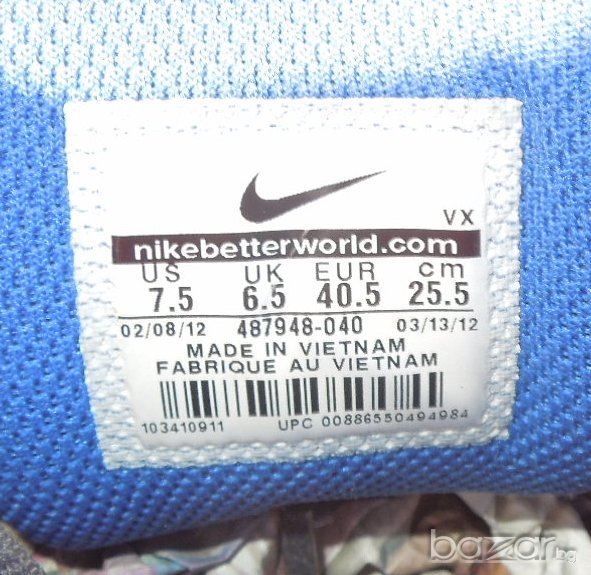 VX
nikebetterworld.com
US UK EUR cm
7.5 6.5 40.5 25.5
02/08/12 487948-040 03/13/12
MADE IN VIETNAM
FABRIQUE AU VIETNAM
103410911 UPC 00886550494984
bazar.bg